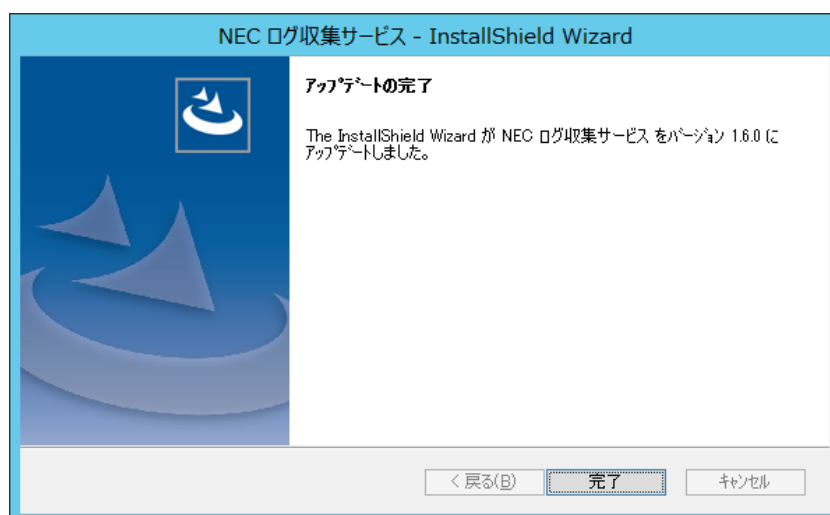 NEC ログ収集サービス - InstallShield Wizard
ｱｯﾌﾟﾃﾞｰﾄの完了
The InstallShield Wizard が NEC ログ収集サービス をﾊﾞｰｼﾞｮﾝ 1.6.0 に
ｱｯﾌﾟﾃﾞｰﾄしました。
< 戻る(B) 完了 ｷｬﾝｾﾙ